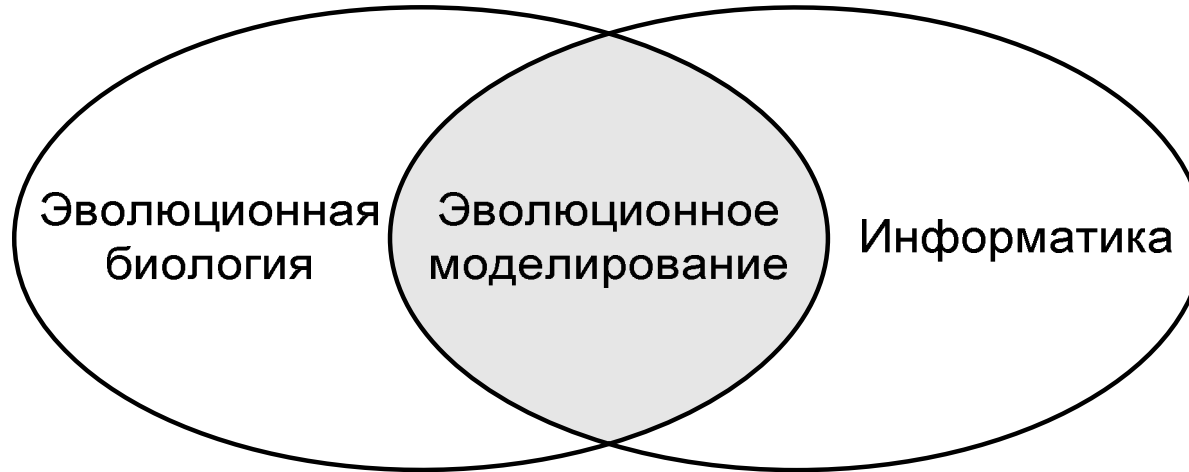 Эволюционная
биология
Эволюционное
моделирование
Информатика